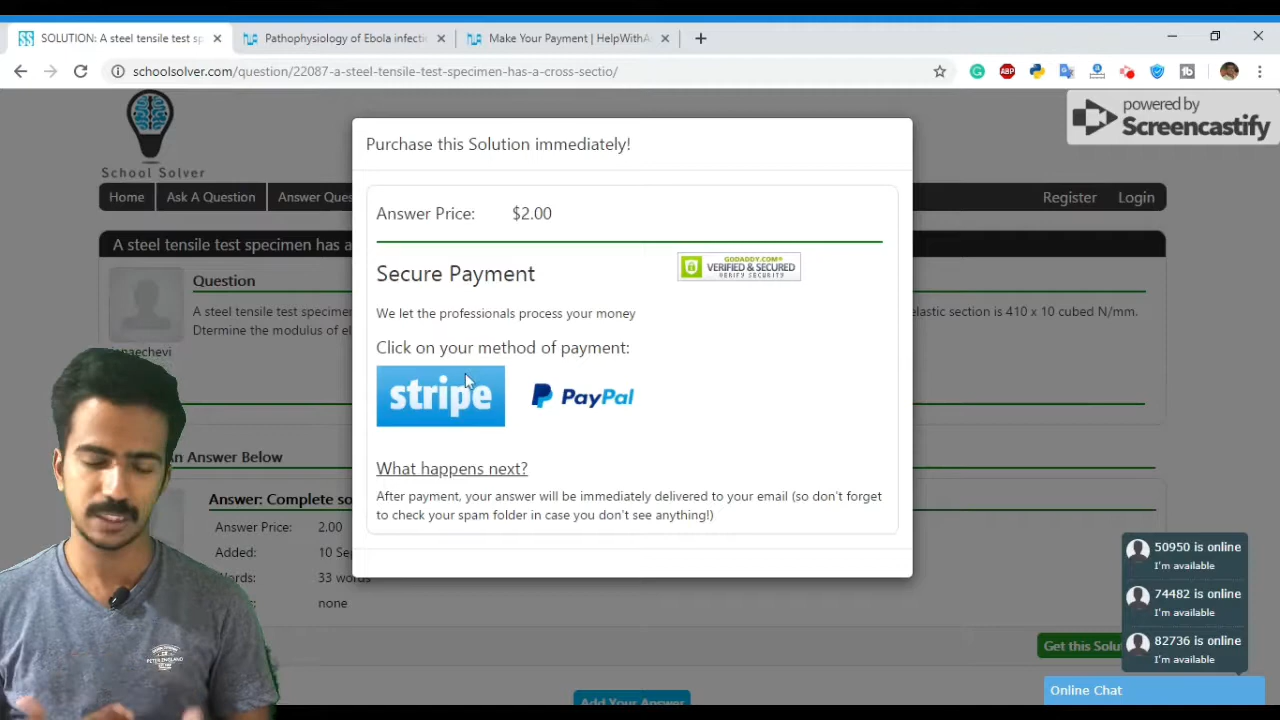 SOLUTION: A steel tensile test sp
Pathophysiology of Ebola infecti
Make Your Payment | HelpWithA
schoolsolver.com/question/22087-a-steel-tensile-test-specimen-has-a-cross-sectio/
powered by
Screencastify
School Solver
Home
Ask A Question
Answer Ques
Register
Login
A steel tensile test specimen has a
Question
A steel tensile test specime
elastic section is 410 x 10 cubed N/mm.
Dtermine the modulus of el
Purchase this Solution immediately!
Answer Price: $2.00
Secure Payment
GODADDY.COM®
VERIFIED & SECURED
VERIFY SECURITY
We let the professionals process your money
Click on your method of payment:
stripe
PayPal
What happens next?
After payment, your answer will be immediately delivered to your email (so don't forget
to check your spam folder in case you don't see anything!)
An Answer Below
Answer: Complete so
Answer Price: 2.00
Added: 10 Sep
33 words
none
PETER ENGLAND
50950 is online
I'm available
74482 is online
I'm available
82736 is online
I'm available
Get this Solu
Online Chat
Add Your Answer